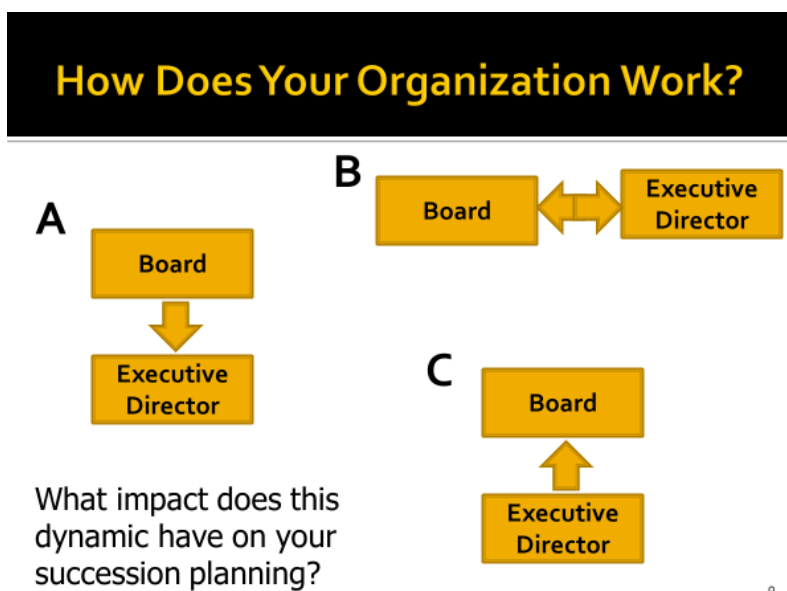 How Does Your Organization Work?
A
Board
Executive
Director
B
Board
Executive
Director
C
Board
Executive
Director
What impact does this
dynamic have on your
succession planning?